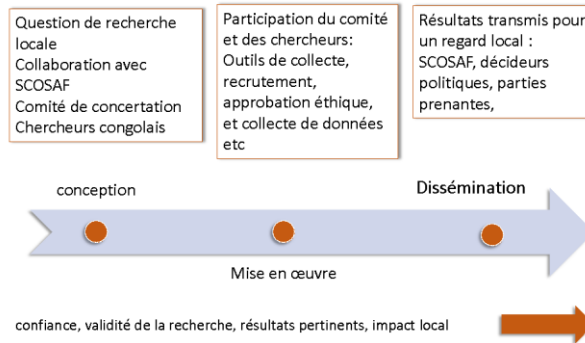 Question de recherche
locale
Collaboration avec
SCOSAF
Comité de concertation
Chercheurs congolais
Participation du comité
et des chercheurs:
Outils de collecte,
recrutement,
approbation éthique,
et collecte de données
etc
Résultats transmis pour
un regard local :
SCOSAF, décideurs
politiques, parties
prenantes,
conception
Dissémination
Mise en œuvre
confiance, validité de la recherche, résultats pertinents, impact local